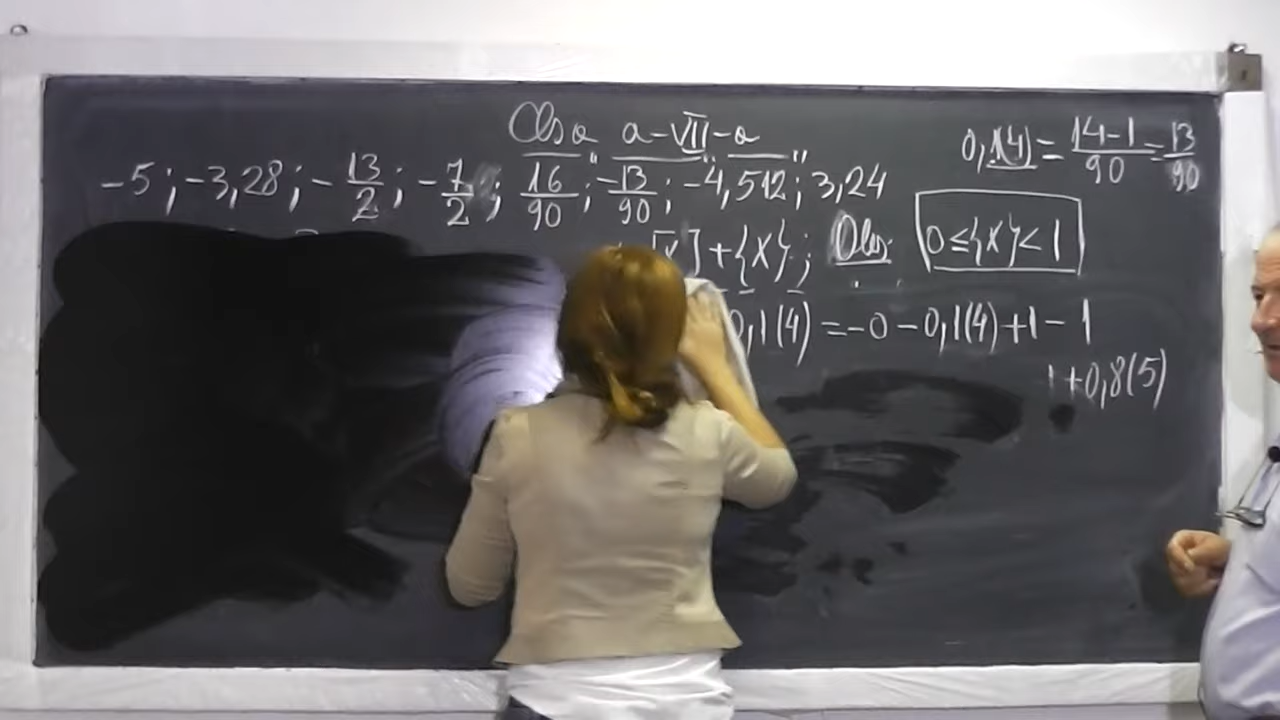 Clsa a-VII-a
0,1(4) = 14-1/90 = 13/90
-5 ; -3,28 ; -13/2 ; -7/2 ; 16/90 ; -13/90 ; -4,512 ; 3,24
[x] + {x} ; Obs: 0 ≤ {x} < 1
0,1(4) = -0 - 0,1(4) + 1 - 1
1 + 0,8(5)